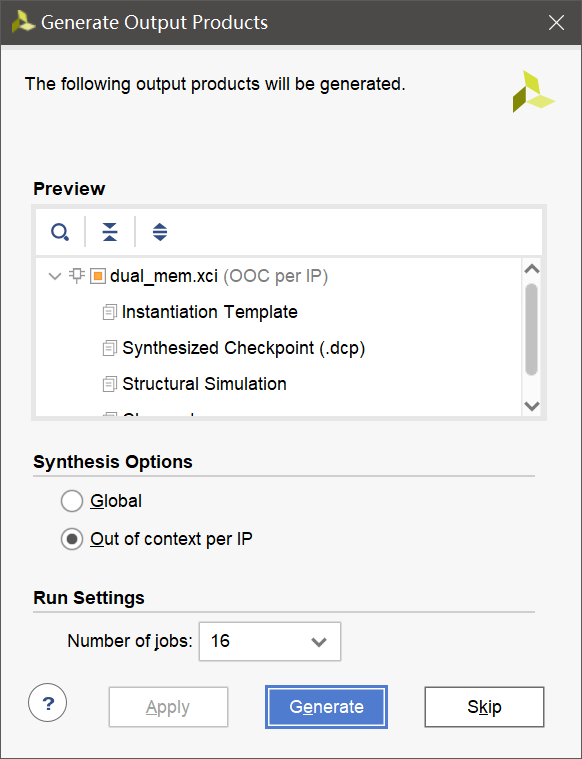 Generate Output Products
The following output products will be generated.
Preview
dual_mem.xci (OOC per IP)
Instantiation Template
Synthesized Checkpoint (.dcp)
Structural Simulation
Synthesis Options
Global
Out of context per IP
Run Settings
Number of jobs: 16
? Apply Generate Skip